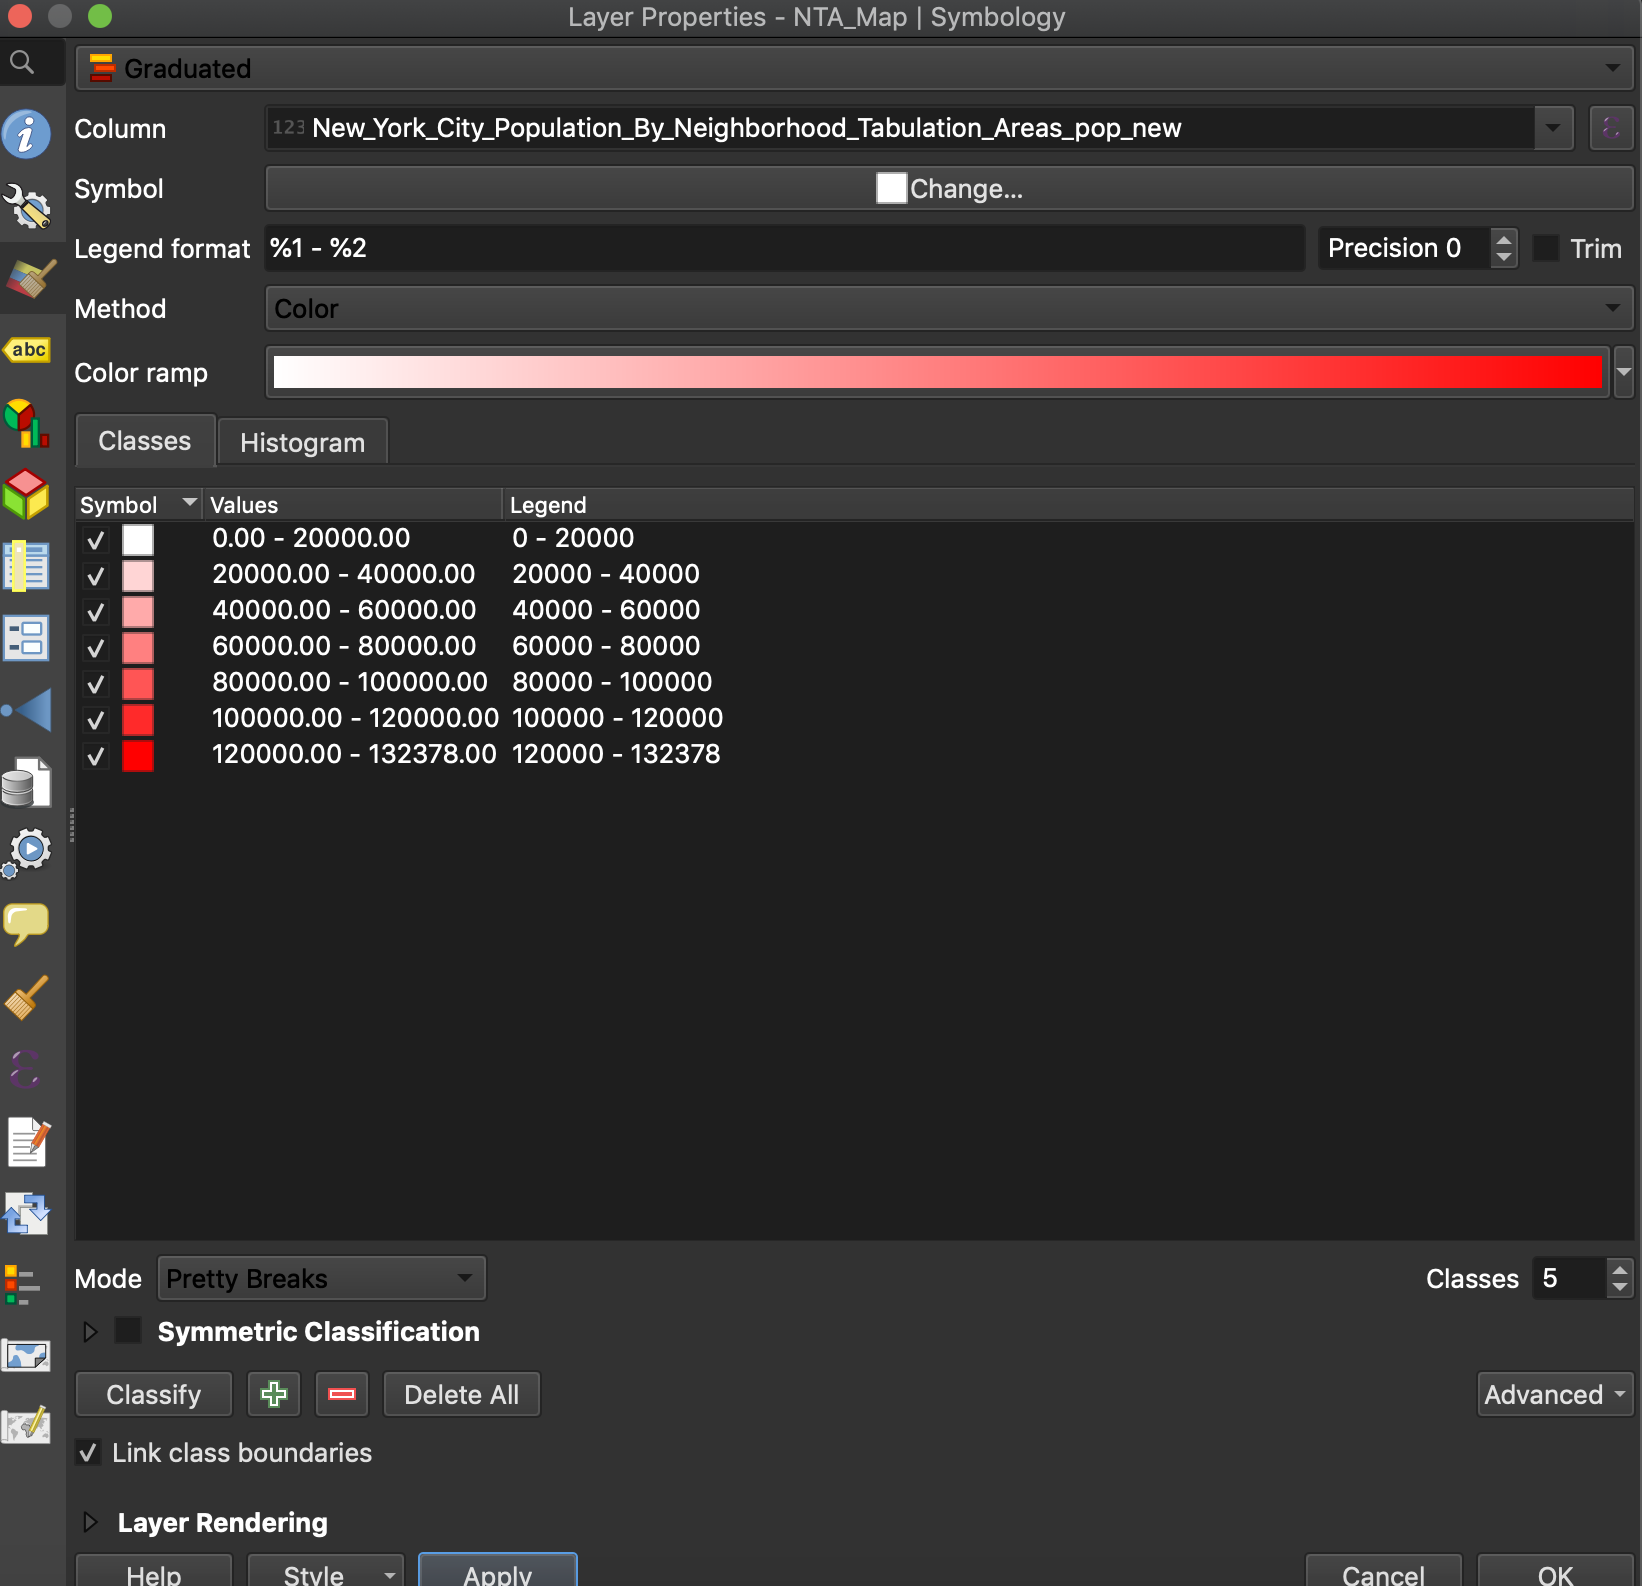 Layer Properties - NTA_Map | Symbology
Graduated
Column 123 New_York_City_Population_By_Neighborhood_Tabulation_Areas_pop_new ε
Symbol Change...
Legend format %1 - %2 Precision 0 Trim
Method Color
Color ramp
Classes Histogram
Symbol Values Legend
0.00 - 20000.00 0 - 20000
20000.00 - 40000.00 20000 - 40000
40000.00 - 60000.00 40000 - 60000
60000.00 - 80000.00 60000 - 80000
80000.00 - 100000.00 80000 - 100000
100000.00 - 120000.00 100000 - 120000
120000.00 - 132378.00 120000 - 132378
abc
Mode Pretty Breaks Classes 5
Symmetric Classification
Classify Delete All Advanced
Link class boundaries
Layer Rendering
Help Style Apply Cancel OK